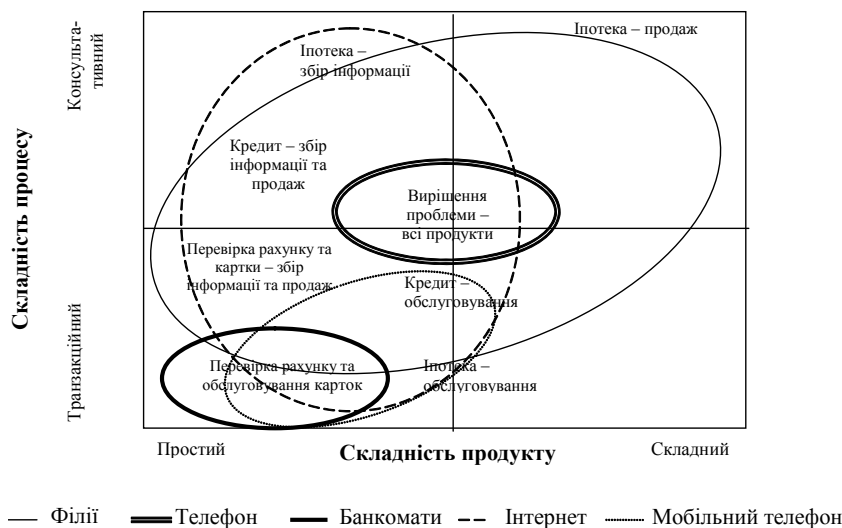 Іпотека – продаж
Іпотека –
збір інформації
Кредит – збір
інформації та
продаж
Вирішення
проблеми –
всі продукти
Перевірка рахунку та
картки – збір
інформації та продаж
Кредит –
обслуговування
Перевірка рахунку та
обслуговування карток
Іпотека –
обслуговування
Складність процесу
Консульта-
тивний
Транзакційний
Простий
Складність продукту
Складний
Філії
Телефон
Банкомати
Інтернет
Мобільний телефон